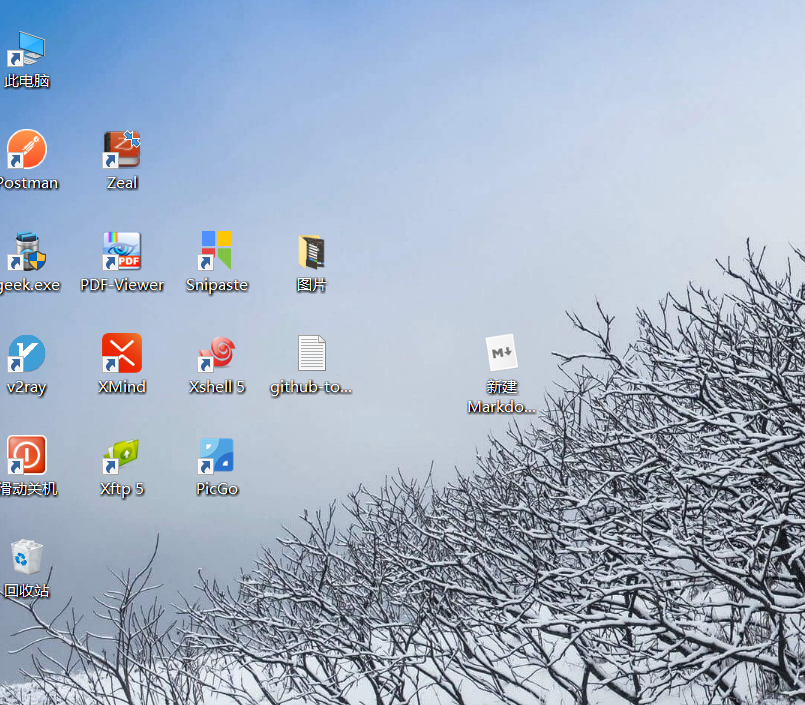 此电脑
Postman
Zeal
geek.exe
PDF-Viewer
Snipaste
图片
v2ray
XMind
Xshell 5
github-to...
新建
Markdo...
滑动关机
Xftp 5
PicGo
回收站